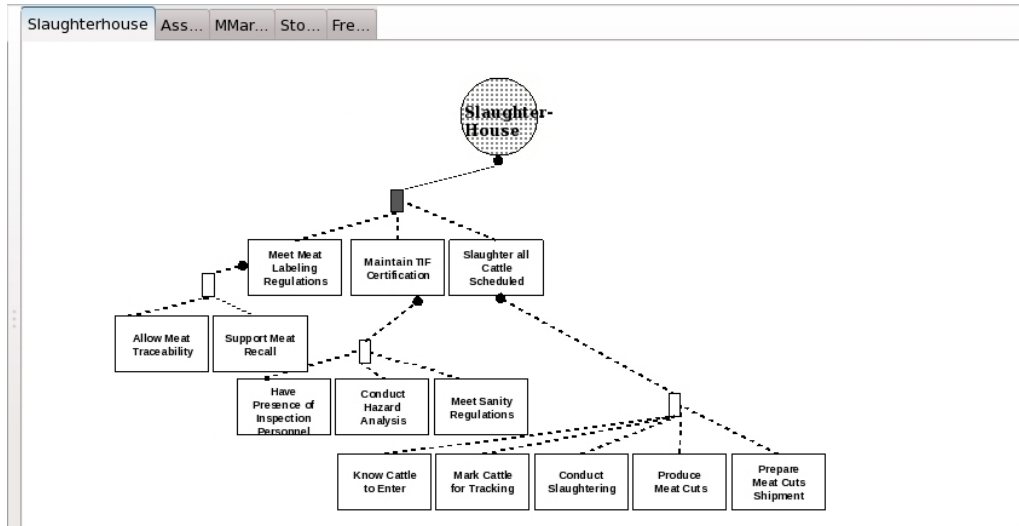 Slaughterhouse
Ass...
MMar...
Sto...
Fre...
Slaughter-
House
Meet Meat
Labeling
Regulations
Maintain TIF
Certification
Slaughter all
Cattle
Scheduled
Allow Meat
Traceability
Support Meat
Recall
Have
Presence of
Inspection
Personnel
Conduct
Hazard
Analysis
Meet Sanity
Regulations
Know Cattle
to Enter
Mark Cattle
for Tracking
Conduct
Slaughtering
Produce
Meat Cuts
Prepare
Meat Cuts
Shipment